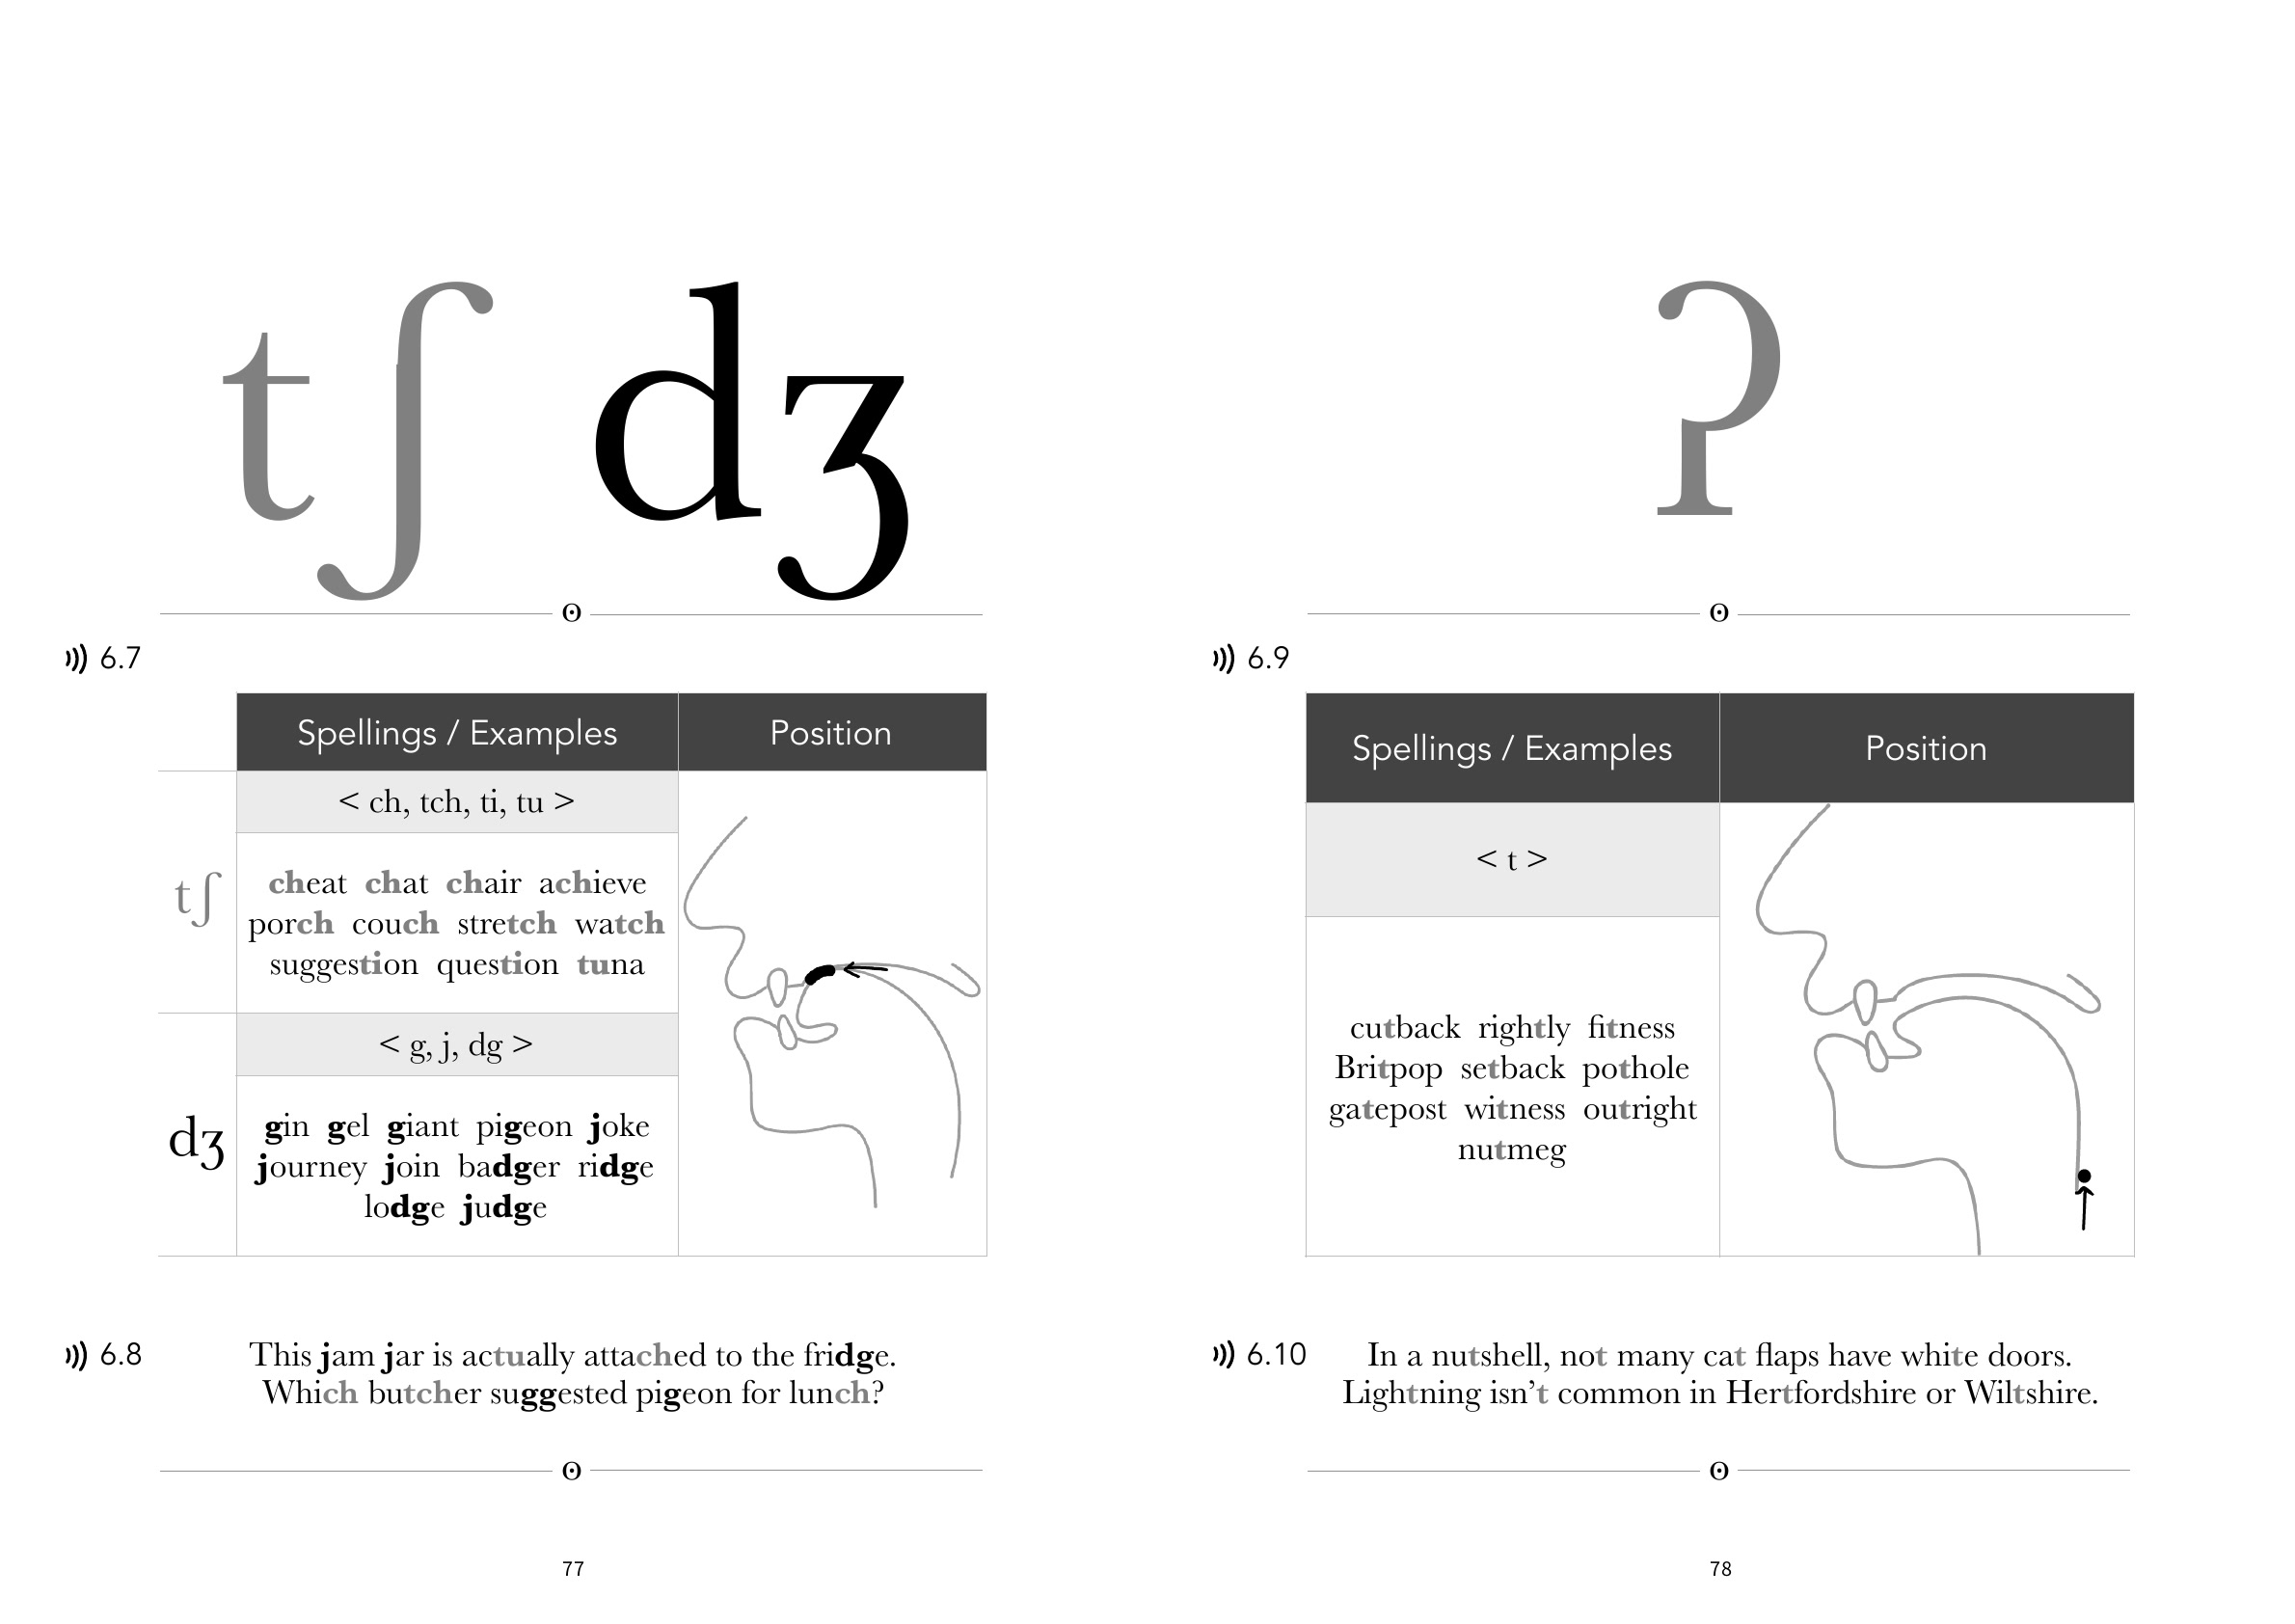 tʃ dʒ
ʘ
6.7
Spellings / Examples Position
< ch, tch, ti, tu >
tʃ
cheat chat chair achieve
porch couch stretch watch
suggestion question tuna
< g, j, dg >
dʒ
gin gel giant pigeon joke
journey join badger ridge
lodge judge
6.8
This jam jar is actually attached to the fridge.
Which butcher suggested pigeon for lunch?
ʘ
77
ʔ
ʘ
6.9
Spellings / Examples Position
< t >
cutback rightly fitness
Britpop setback pothole
gatepost witness outright
nutmeg
6.10
In a nutshell, not many cat flaps have white doors.
Lightning isn’t common in Hertfordshire or Wiltshire.
ʘ
78